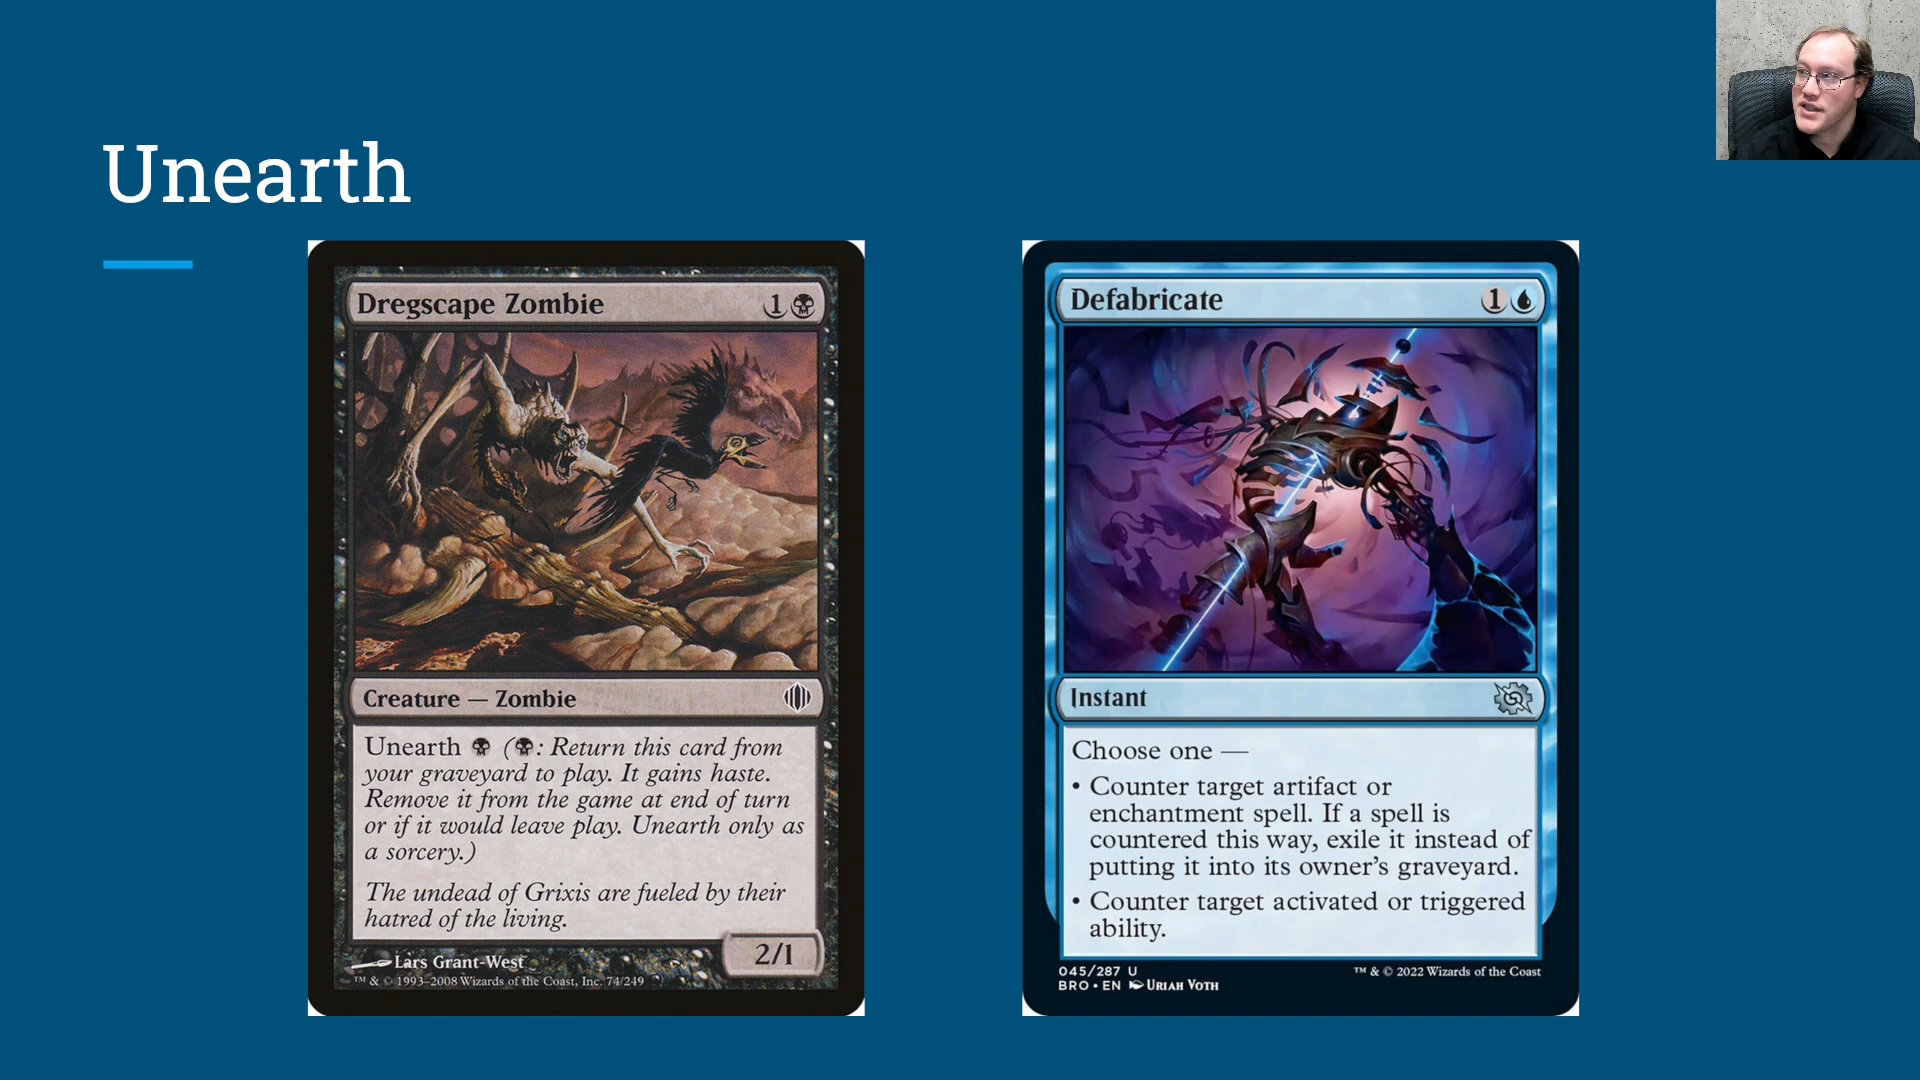 Unearth
Dregscape Zombie 1
Creature — Zombie
Unearth (: Return this card from
your graveyard to play. It gains haste.
Remove it from the game at end of turn
or if it would leave play. Unearth only as
a sorcery.)
The undead of Grixis are fueled by their
hatred of the living.
2/1
Lars Grant-West
™ & © 1993–2008 Wizards of the Coast, Inc. 74/249
Defabricate 1
Instant
Choose one —
• Counter target artifact or
enchantment spell. If a spell is
countered this way, exile it instead of
putting it into its owner's graveyard.
• Counter target activated or triggered
ability.
045/287 U
BRO • EN Uriah Voth
™ & © 2022 Wizards of the Coast